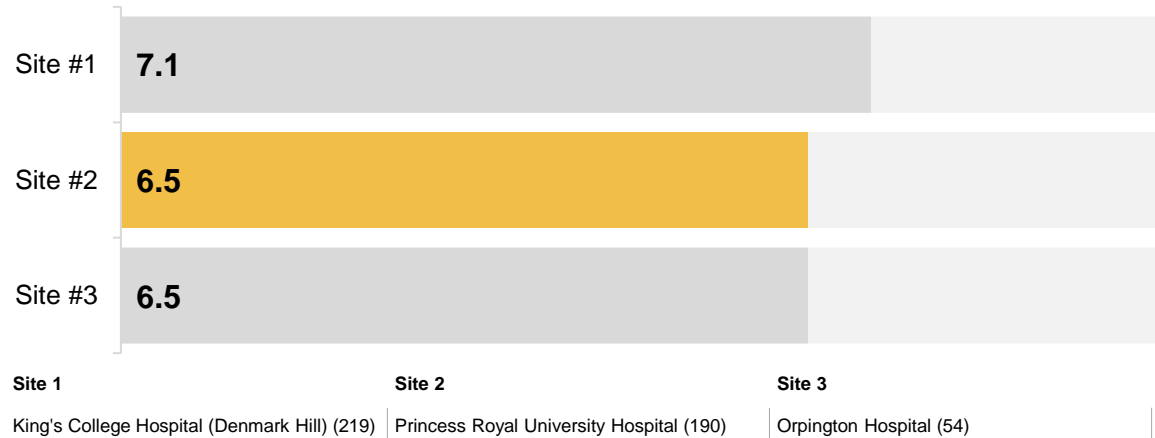 Site #1 7.1
Site #2 6.5
Site #3 6.5
Site 1 Site 2 Site 3
King's College Hospital (Denmark Hill) (219) Princess Royal University Hospital (190) Orpington Hospital (54)